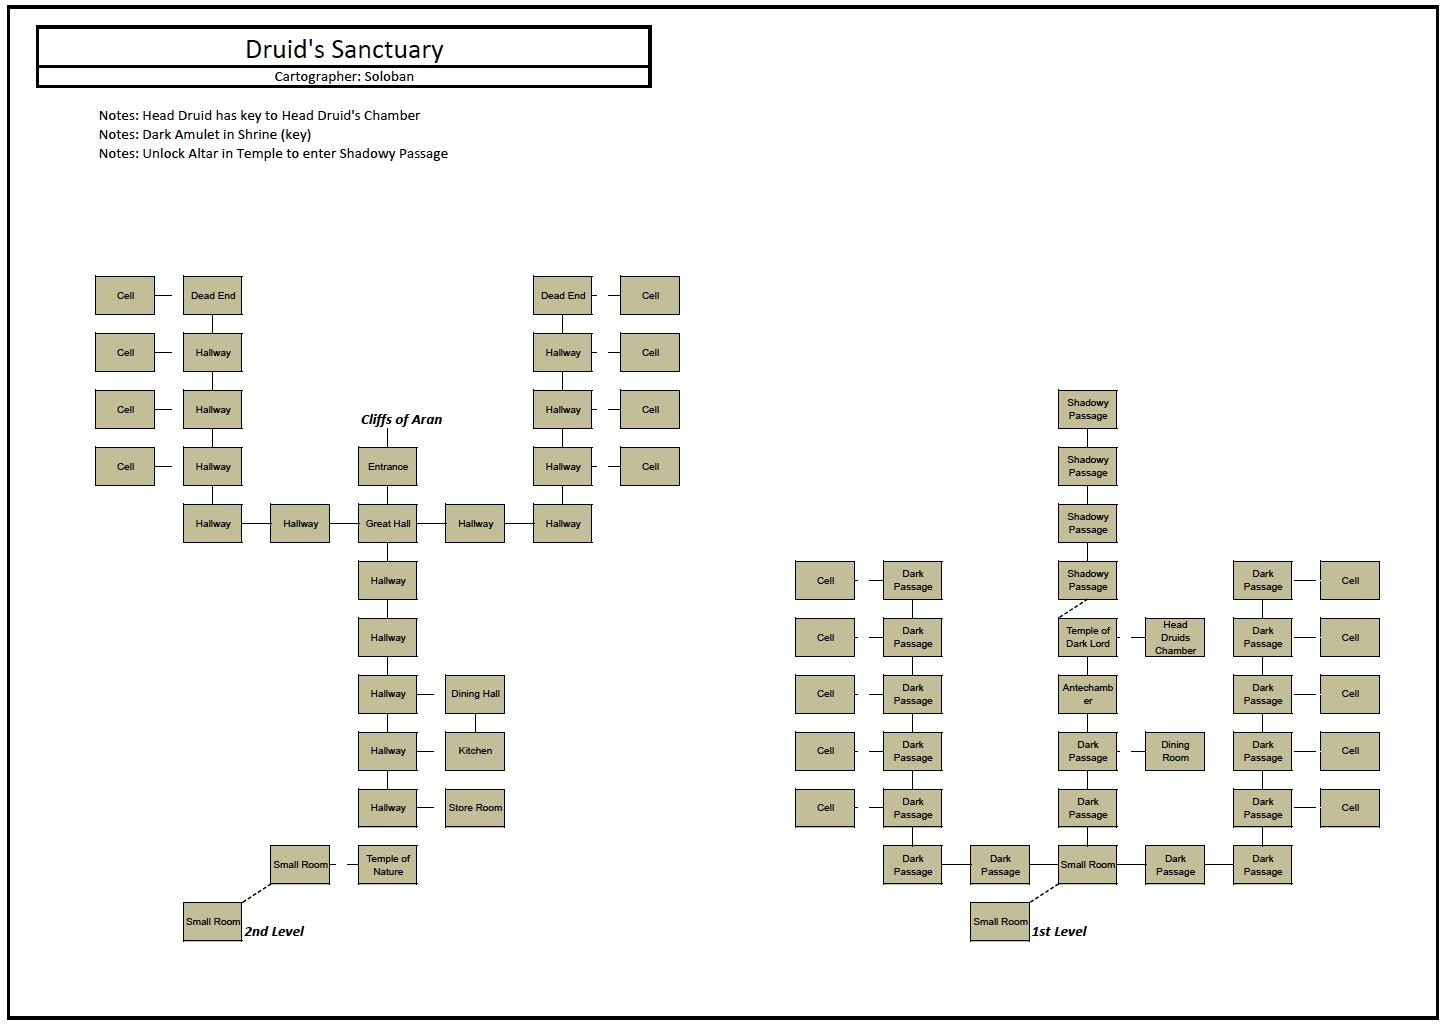 Druid's Sanctuary
Cartographer: Soloban
Notes: Head Druid has key to Head Druid's Chamber
Notes: Dark Amulet in Shrine (key)
Notes: Unlock Altar in Temple to enter Shadowy Passage
Cell
Dead End
Dead End
Cell
Cell
Hallway
Hallway
Cell
Cell
Hallway
Hallway
Cell
Cliffs of Aran
Cell
Hallway
Entrance
Hallway
Cell
Hallway
Hallway
Great Hall
Hallway
Hallway
Hallway
Hallway
Hallway
Dining Hall
Hallway
Kitchen
Hallway
Store Room
Small Room
Temple of
Nature
Small Room
2nd Level
Shadowy
Passage
Shadowy
Passage
Shadowy
Passage
Cell
Dark
Passage
Shadowy
Passage
Dark
Passage
Cell
Cell
Dark
Passage
Temple of
Dark Lord
Head
Druids
Chamber
Dark
Passage
Cell
Cell
Dark
Passage
Antechamb
er
Dark
Passage
Cell
Cell
Dark
Passage
Dark
Passage
Dining
Room
Dark
Passage
Cell
Cell
Dark
Passage
Dark
Passage
Dark
Passage
Cell
Dark
Passage
Dark
Passage
Small Room
Dark
Passage
Dark
Passage
Small Room
1st Level